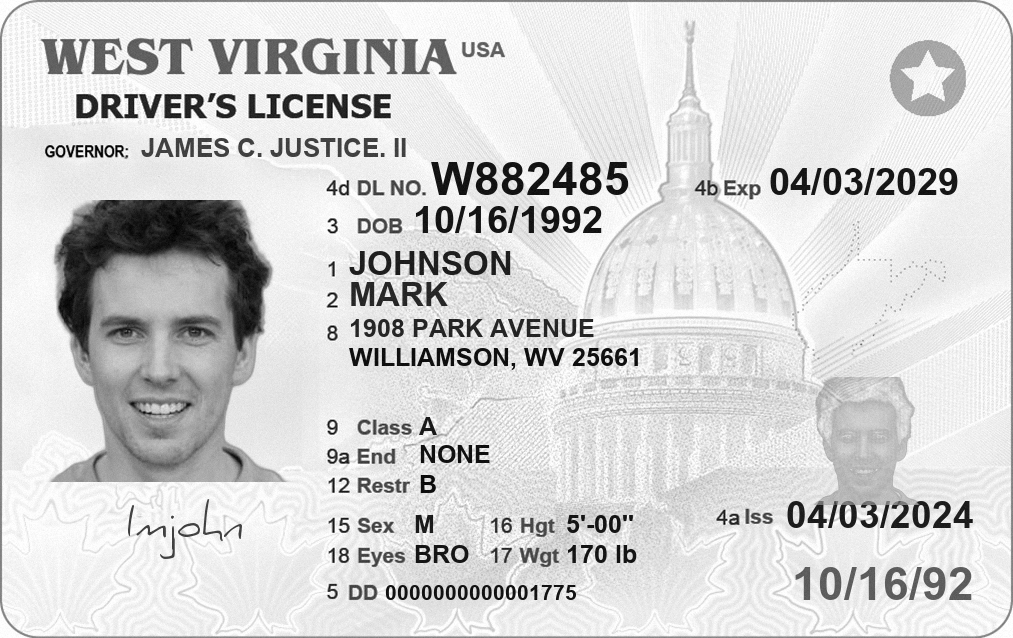 WEST VIRGINIA USA
DRIVER'S LICENSE
GOVERNOR: JAMES C. JUSTICE. II
4d DL NO. W882485 4b Exp 04/03/2029
3 DOB 10/16/1992
1 JOHNSON
2 MARK
8 1908 PARK AVENUE
WILLIAMSON, WV 25661
9 Class A
9a End NONE
12 Restr B
15 Sex M 16 Hgt 5'-00" 4a Iss 04/03/2024
18 Eyes BRO 17 Wgt 170 lb
5 DD 0000000000001775
10/16/92